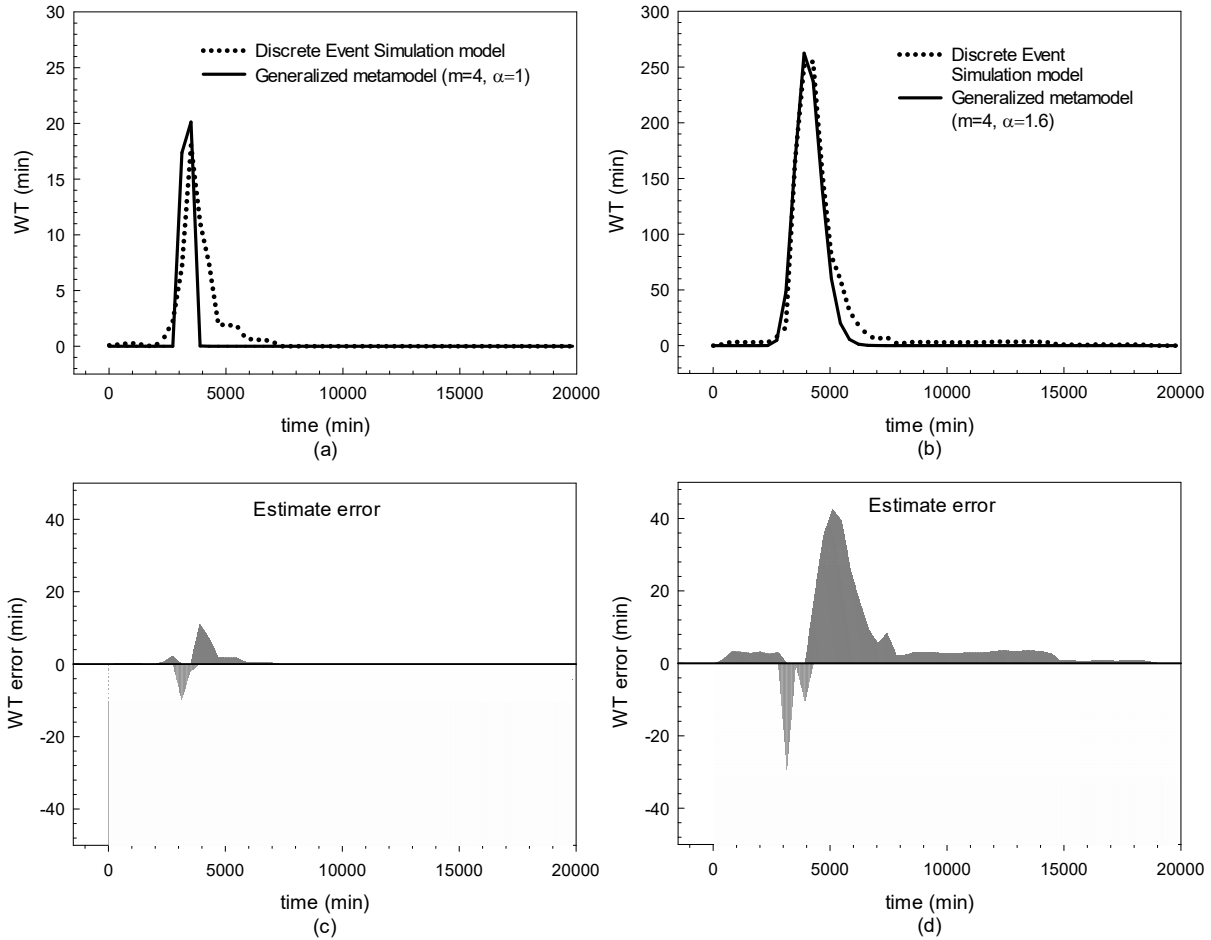 30
25
20
15
10
5
0
WT (min)
Discrete Event Simulation model
Generalized metamodel (m=4, α=1)
0 5000 10000 15000 20000
time (min)
(a)
300
250
200
150
100
50
0
WT (min)
Discrete Event
Simulation model
Generalized metamodel
(m=4, α=1.6)
0 5000 10000 15000 20000
time (min)
(b)
Estimate error
40
20
0
-20
-40
WT error (min)
0 5000 10000 15000 20000
time (min)
(c)
Estimate error
40
20
0
-20
-40
WT error (min)
0 5000 10000 15000 20000
time (min)
(d)